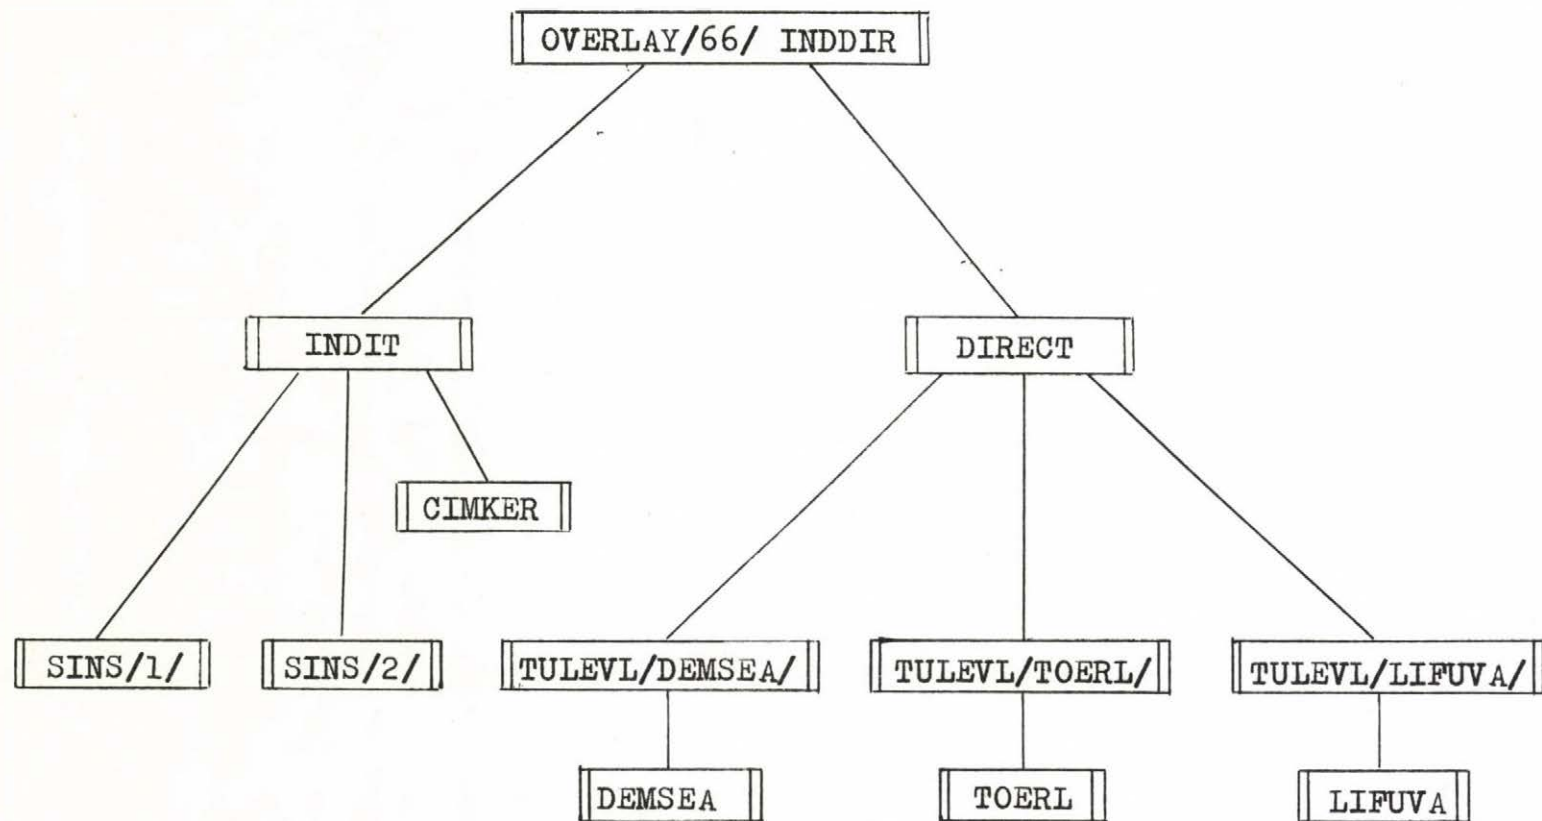 OVERLAY/66/ INDDIR
INDIT
DIRECT
CIMKER
SINS/1/
SINS/2/
TULEVL/DEMSEA/
TULEVL/TOERL/
TULEVL/LIFUVA/
DEMSEA
TOERL
LIFUVA